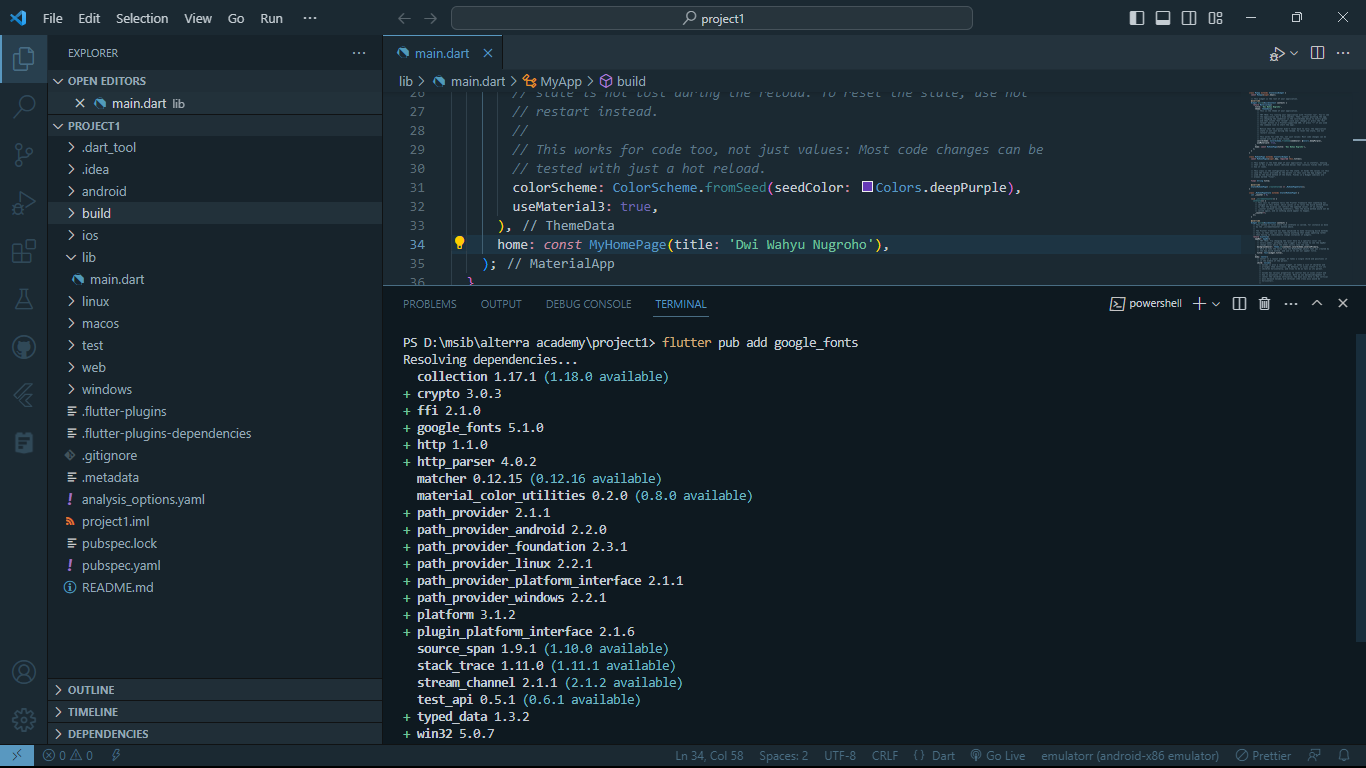 File Edit Selection View Go Run ···
project1
EXPLORER
OPEN EDITORS
main.dart lib
PROJECT1
.dart_tool
.idea
android
build
ios
lib
main.dart
linux
macos
test
web
windows
.flutter-plugins
.flutter-plugins-dependencies
.gitignore
.metadata
analysis_options.yaml
project1.iml
pubspec.lock
pubspec.yaml
README.md
OUTLINE
TIMELINE
DEPENDENCIES
main.dart
lib > main.dart > MyApp > build
26 // state is not lost during the reload. To reset the state, use hot
27 // restart instead.
28 //
29 // This works for code too, not just values: Most code changes can be
30 // tested with just a hot reload.
31 colorScheme: ColorScheme.fromSeed(seedColor: Colors.deepPurple),
32 useMaterial3: true,
33 ), // ThemeData
34 home: const MyHomePage(title: 'Dwi Wahyu Nugroho'),
35 ); // MaterialApp
36 }
PROBLEMS OUTPUT DEBUG CONSOLE TERMINAL
powershell
PS D:\msib\alterra academy\project1> flutter pub add google_fonts
Resolving dependencies...
collection 1.17.1 (1.18.0 available)
+ crypto 3.0.3
+ ffi 2.1.0
+ google_fonts 5.1.0
+ http 1.1.0
+ http_parser 4.0.2
matcher 0.12.15 (0.12.16 available)
material_color_utilities 0.2.0 (0.8.0 available)
+ path_provider 2.1.1
+ path_provider_android 2.2.0
+ path_provider_foundation 2.3.1
+ path_provider_linux 2.2.1
+ path_provider_platform_interface 2.1.1
+ path_provider_windows 2.2.1
+ platform 3.1.2
+ plugin_platform_interface 2.1.6
source_span 1.9.1 (1.10.0 available)
stack_trace 1.11.0 (1.11.1 available)
stream_channel 2.1.1 (2.1.2 available)
test_api 0.5.1 (0.6.1 available)
+ typed_data 1.3.2
+ win32 5.0.7
0 0
Ln 34, Col 58 Spaces: 2 UTF-8 CRLF { } Dart Go Live emulatorr (android-x86 emulator) Prettier